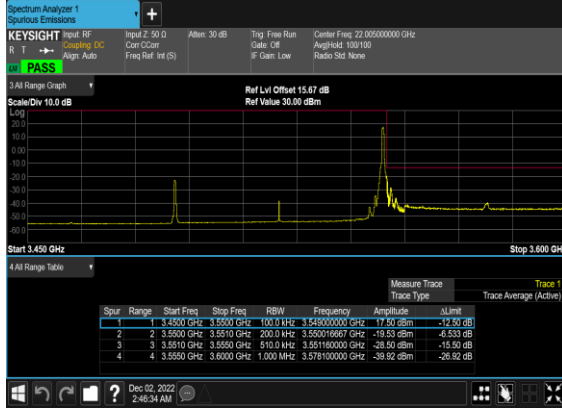 Spectrum Analyzer 1
Spurious Emissions
+
KEYSIGHT Input: RF Input Z: 50 Ω Atten: 30 dB Trig: Free Run Center Freq: 22.005000000 GHz
R T Coupling: DC Corr CCorr Gate: Off Avg|Hold: 100/100
Align: Auto Freq Ref: Int (S) IF Gain: Low Radio Std: None
LXI PASS
3 All Range Graph
Ref Lvl Offset 15.67 dB
Scale/Div 10.0 dB Ref Value 30.00 dBm
Log
20.0
10.0
0.00
-10.0
-20.0
-30.0
-40.0
-50.0
-60.0
Start 3.450 GHz Stop 3.600 GH
4 All Range Table
Measure Trace Trace 1
Trace Type Trace Average (Active)
Spur Range Start Freq Stop Freq RBW Frequency Amplitude ΔLimit
1 1 3.4500 GHz 3.5500 GHz 100.0 kHz 3.549000000 GHz 17.50 dBm -12.50 dB
2 2 3.5500 GHz 3.5510 GHz 200.0 kHz 3.550016667 GHz -19.53 dBm -6.533 dB
3 3 3.5510 GHz 3.5550 GHz 510.0 kHz 3.551160000 GHz -28.50 dBm -15.50 dB
4 4 3.5550 GHz 3.6000 GHz 1.000 MHz 3.578100000 GHz -39.92 dBm -26.92 dB
? Dec 02, 2022
2:46:34 AM